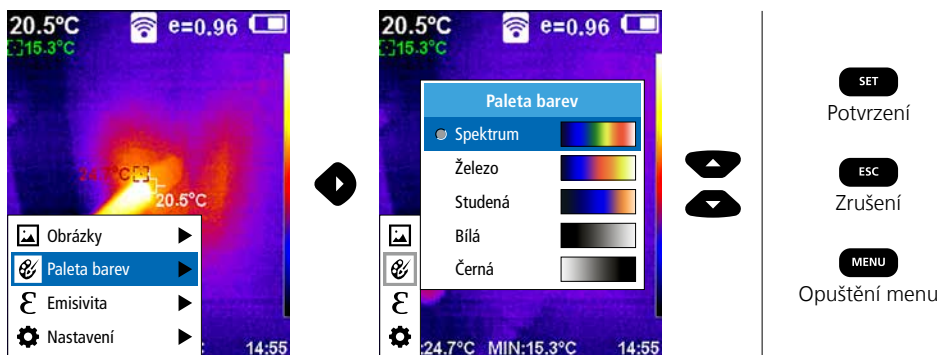 20.5°C e=0.96
15.3°C
24.7°C
20.5°C
Obrázky
Paleta barev
Emisivita
Nastavení
14:55
20.5°C e=0.96
15.3°C
Paleta barev
Spektrum
Železo
Studená
Bílá
Černá
:24.7°C MIN:15.3°C 14:55
SET
Potvrzení
ESC
Zrušení
MENU
Opuštění menu